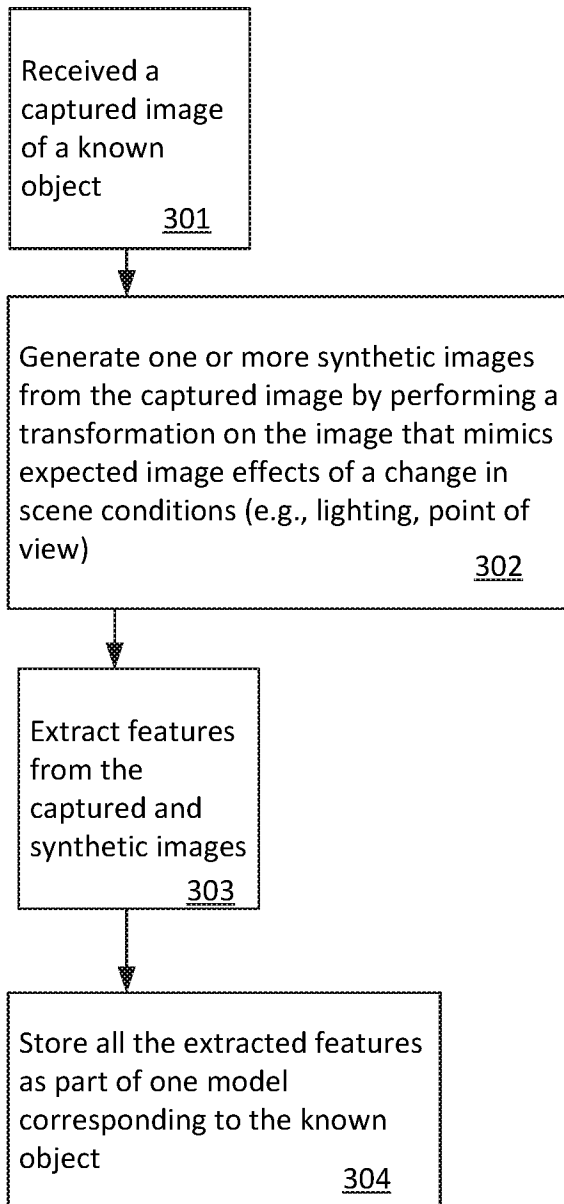 Received a
captured image
of a known
object
301
Generate one or more synthetic images
from the captured image by performing a
transformation on the image that mimics
expected image effects of a change in
scene conditions (e.g., lighting, point of
view)
302
Extract features
from the
captured and
synthetic images
303
Store all the extracted features
as part of one model
corresponding to the known
object
304